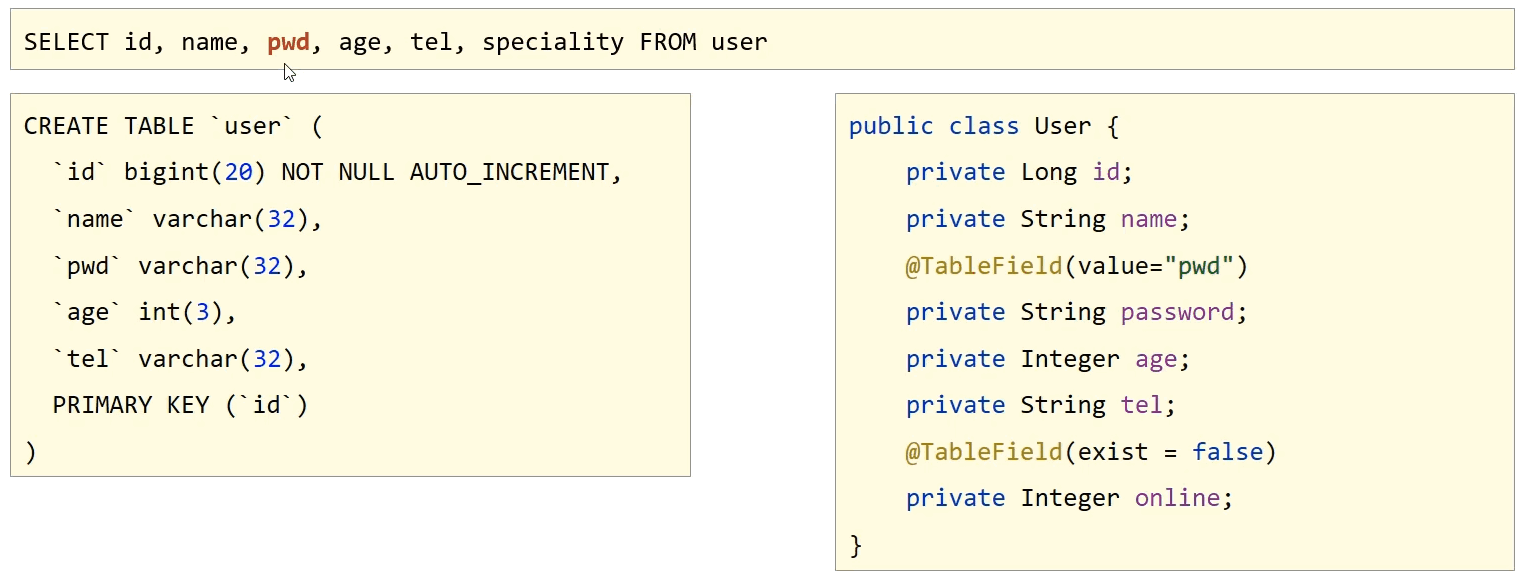 SELECT id, name, pwd, age, tel, speciality FROM user
CREATE TABLE `user` (
`id` bigint(20) NOT NULL AUTO_INCREMENT,
`name` varchar(32),
`pwd` varchar(32),
`age` int(3),
`tel` varchar(32),
PRIMARY KEY (`id`)
)
public class User {
private Long id;
private String name;
@TableField(value="pwd")
private String password;
private Integer age;
private String tel;
@TableField(exist = false)
private Integer online;
}